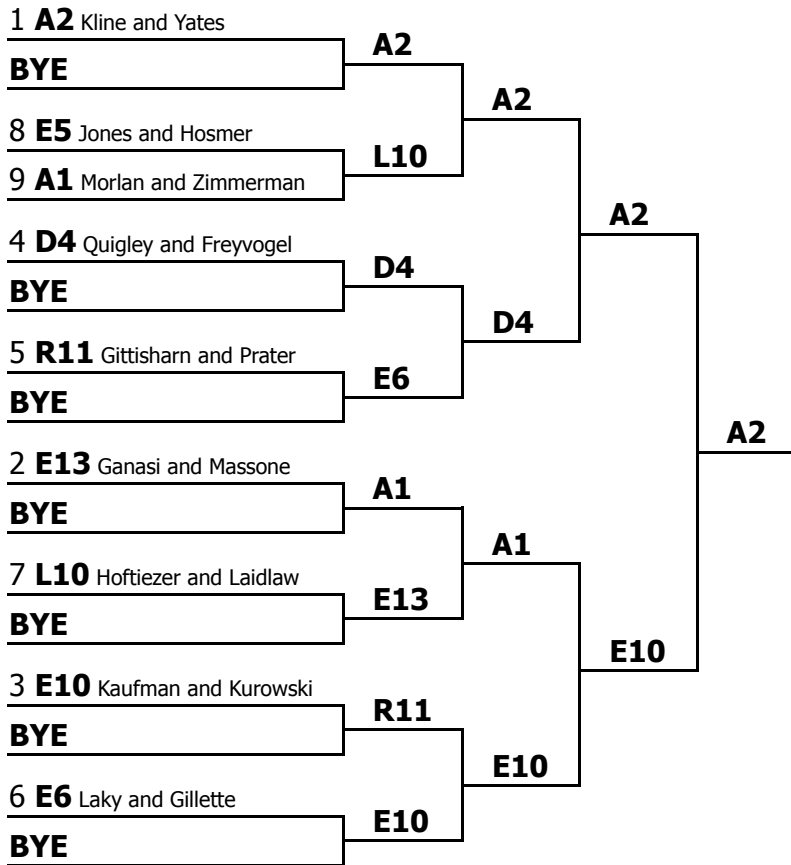 1 A2 Kline and Yates
BYE
8 E5 Jones and Hosmer
9 A1 Morlan and Zimmerman
4 D4 Quigley and Freyvogel
BYE
5 R11 Gittisharn and Prater
BYE
2 E13 Ganasi and Massone
BYE
7 L10 Hoftiezer and Laidlaw
BYE
3 E10 Kaufman and Kurowski
BYE
6 E6 Laky and Gillette
BYE
A2
L10
D4
E6
A1
E13
R11
E10
A2
D4
A1
E10
A2
E10
A2